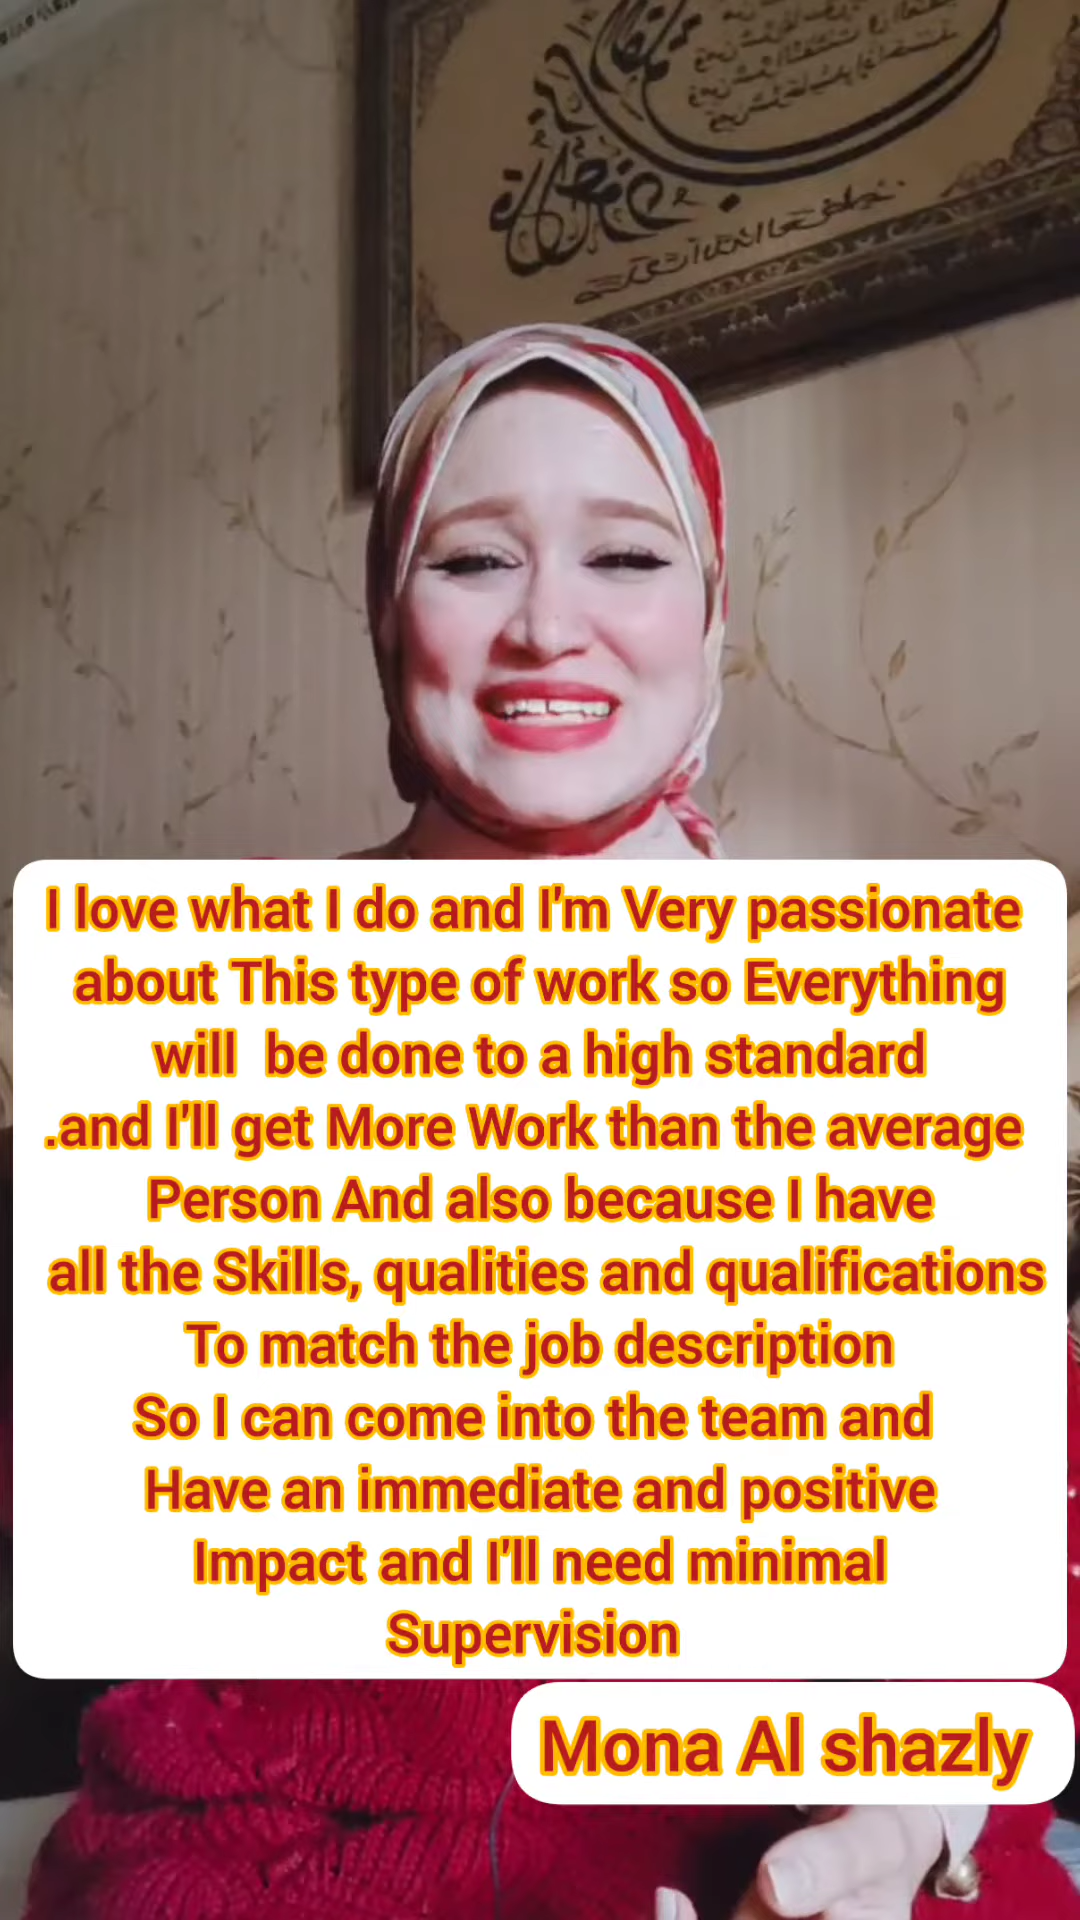 I love what I do and I'm Very passionate
about This type of work so Everything
will  be done to a high standard
.and I'll get More Work than the average
Person And also because I have
all the Skills, qualities and qualifications
To match the job description
So I can come into the team and
Have an immediate and positive
Impact and I'll need minimal
Supervision
Mona Al shazly